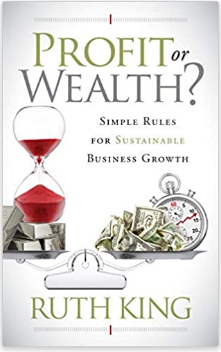 PROFIT or
WEALTH?
SIMPLE RULES
FOR SUSTAINABLE
BUSINESS GROWTH
RUTH KING